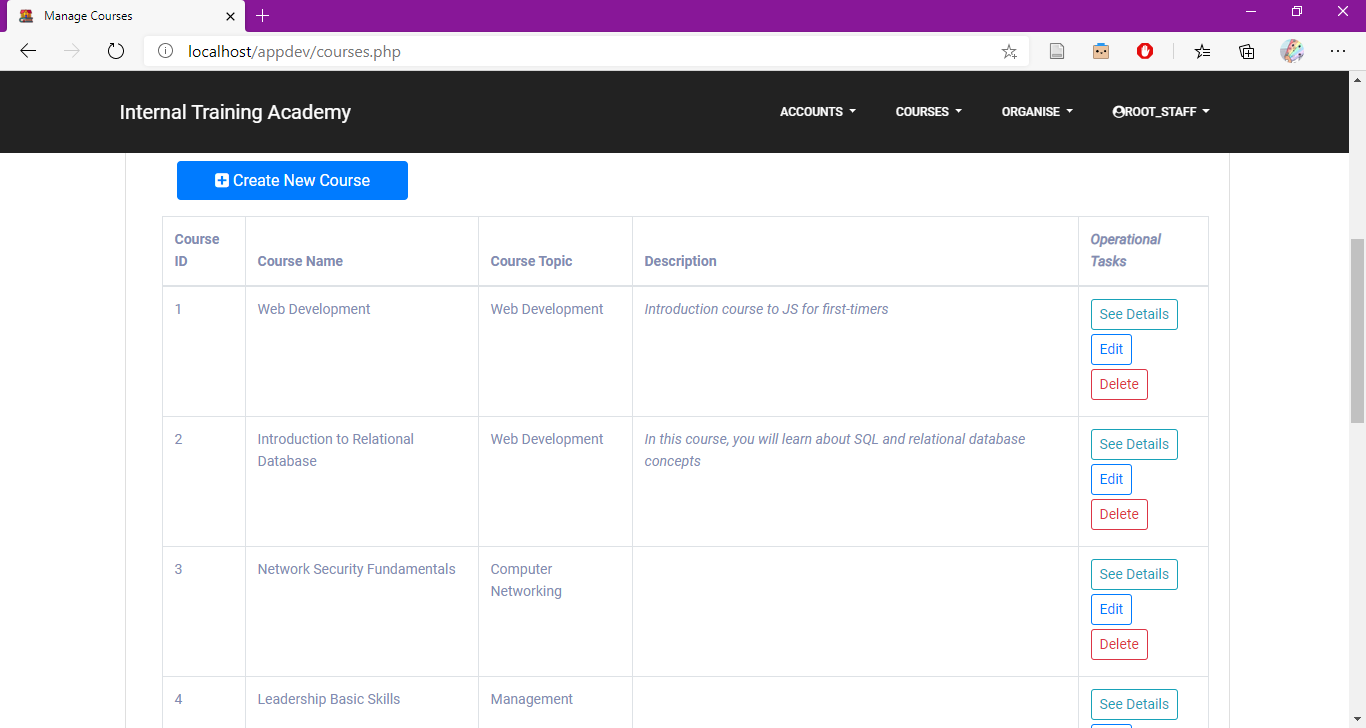 Manage Courses
localhost/appdev/courses.php
Internal Training Academy
ACCOUNTS
COURSES
ORGANISE
ROOT_STAFF
Create New Course
Course
ID
Course Name
Course Topic
Description
Operational
Tasks
1
Web Development
Web Development
Introduction course to JS for first-timers
See Details
Edit
Delete
2
Introduction to Relational
Database
Web Development
In this course, you will learn about SQL and relational database
concepts
See Details
Edit
Delete
3
Network Security Fundamentals
Computer
Networking
See Details
Edit
Delete
4
Leadership Basic Skills
Management
See Details